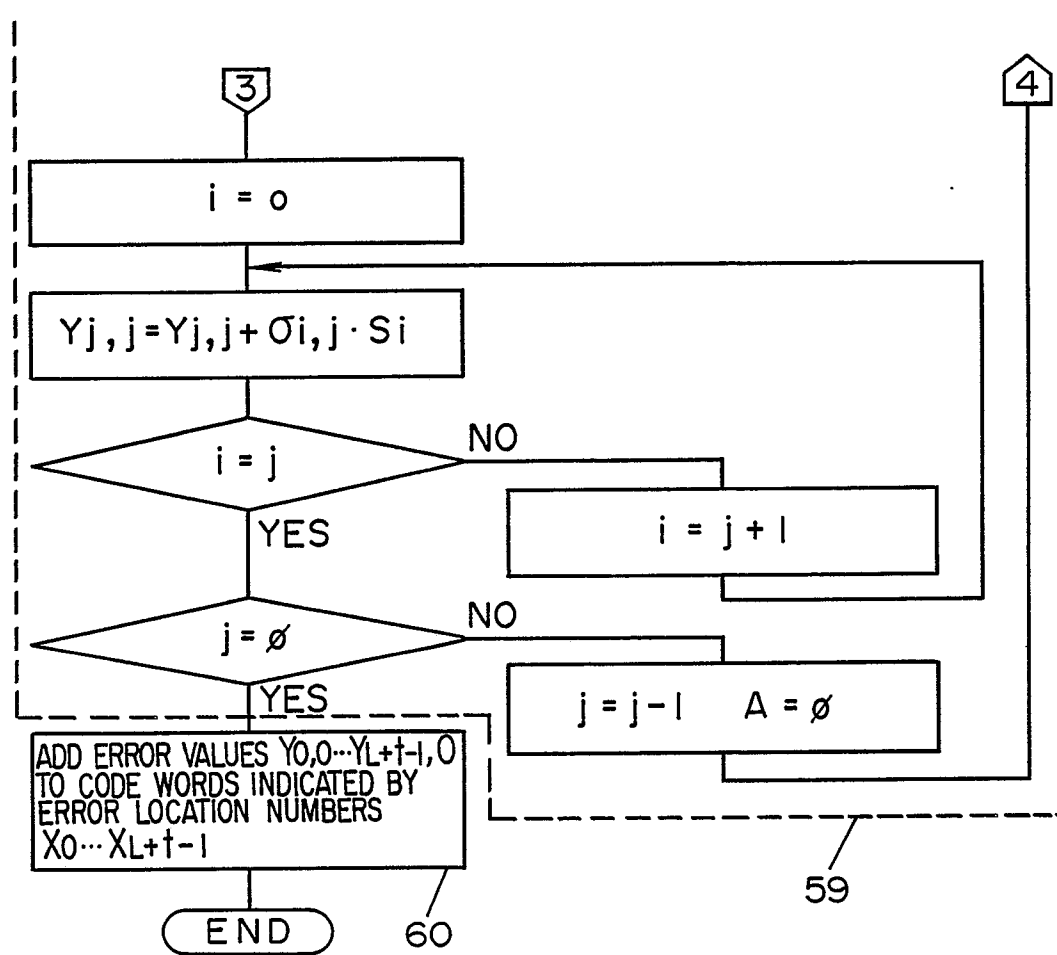 3
4
i = 0
Yj,j=Yj,j+σi,j·Si
i = j
NO
YES
i = j + 1
j = ø
NO
YES
j = j-1 A = ø
ADD ERROR VALUES Y0,0···YL+t-1,0
TO CODE WORDS INDICATED BY
ERROR LOCATION NUMBERS
X0··· XL+t-1
59
60
END